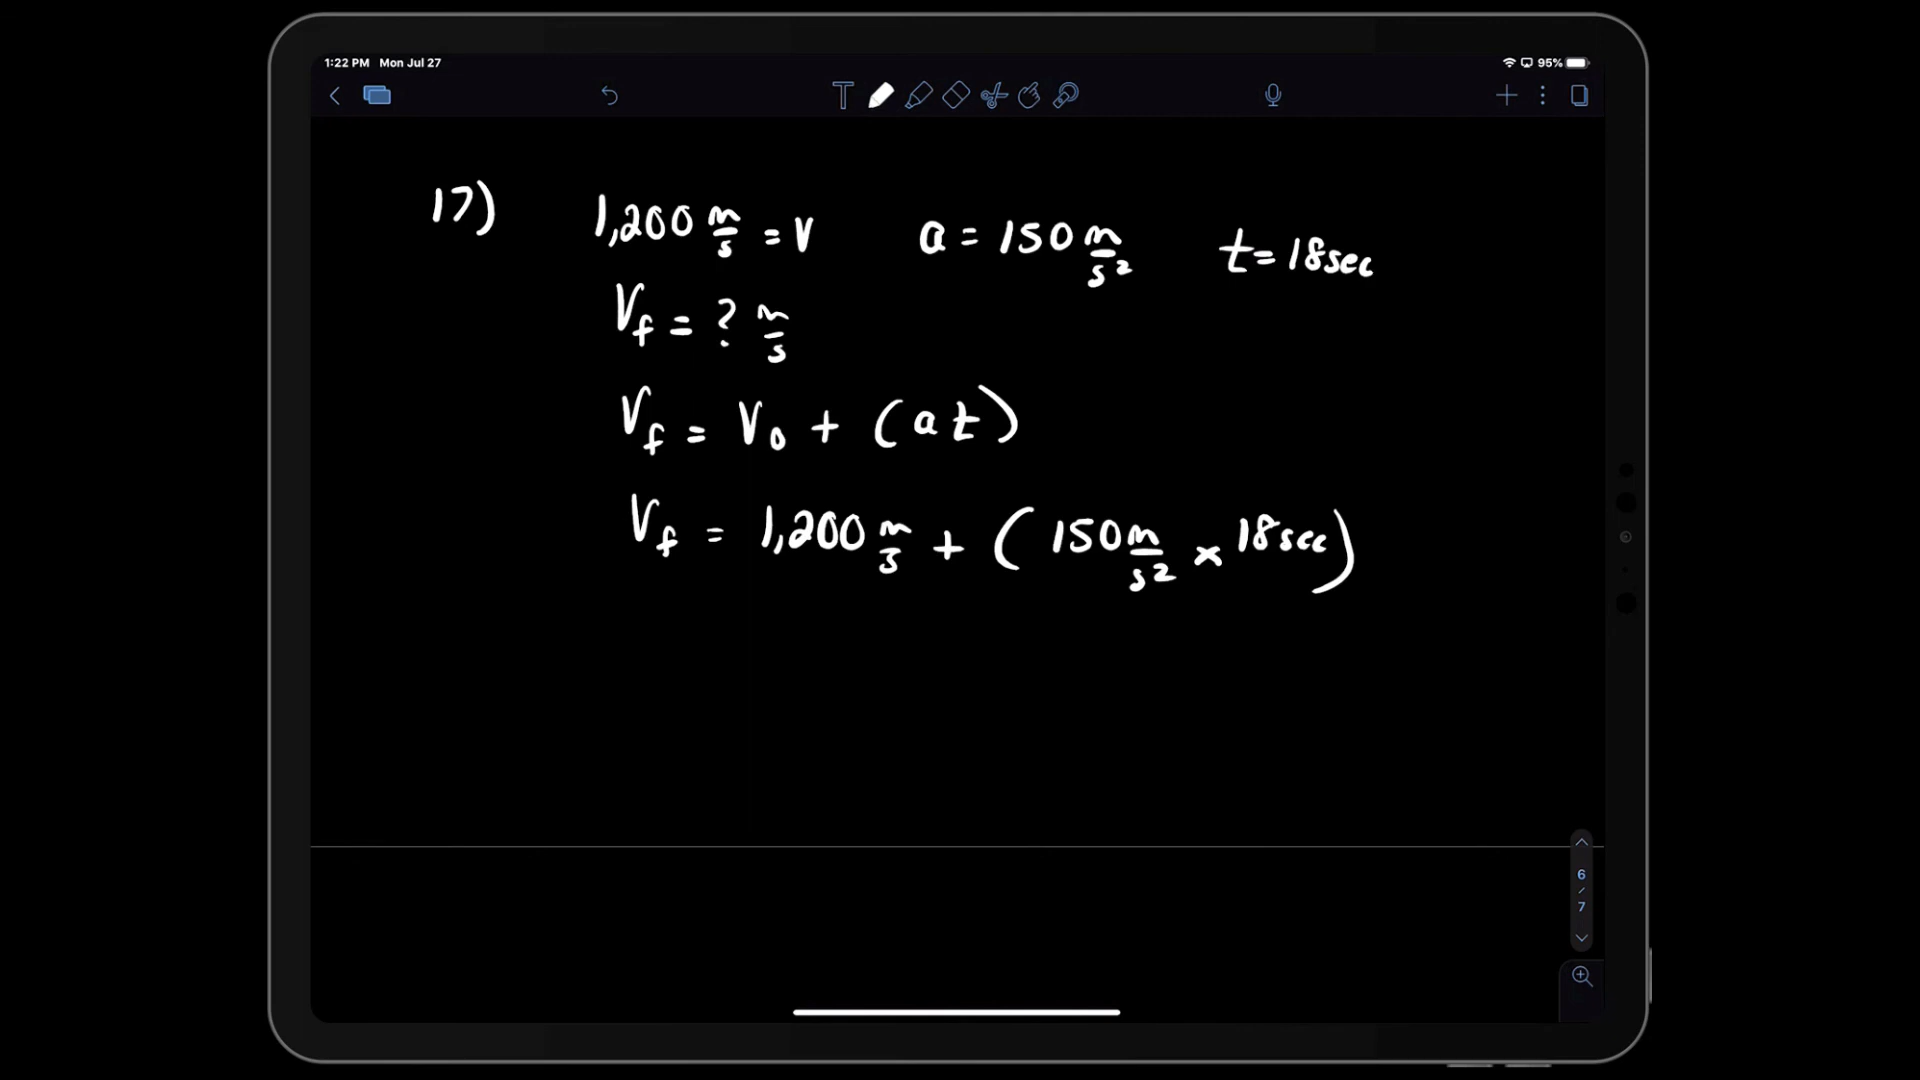 1:22 PM Mon Jul 27
95%
T
17) 1,200 m/s = V a = 150 m/s² t = 18sec
Vf = ? m/s
Vf = V₀ + (at)
Vf = 1,200 m/s + (150 m/s² × 18sec)
6
/
7